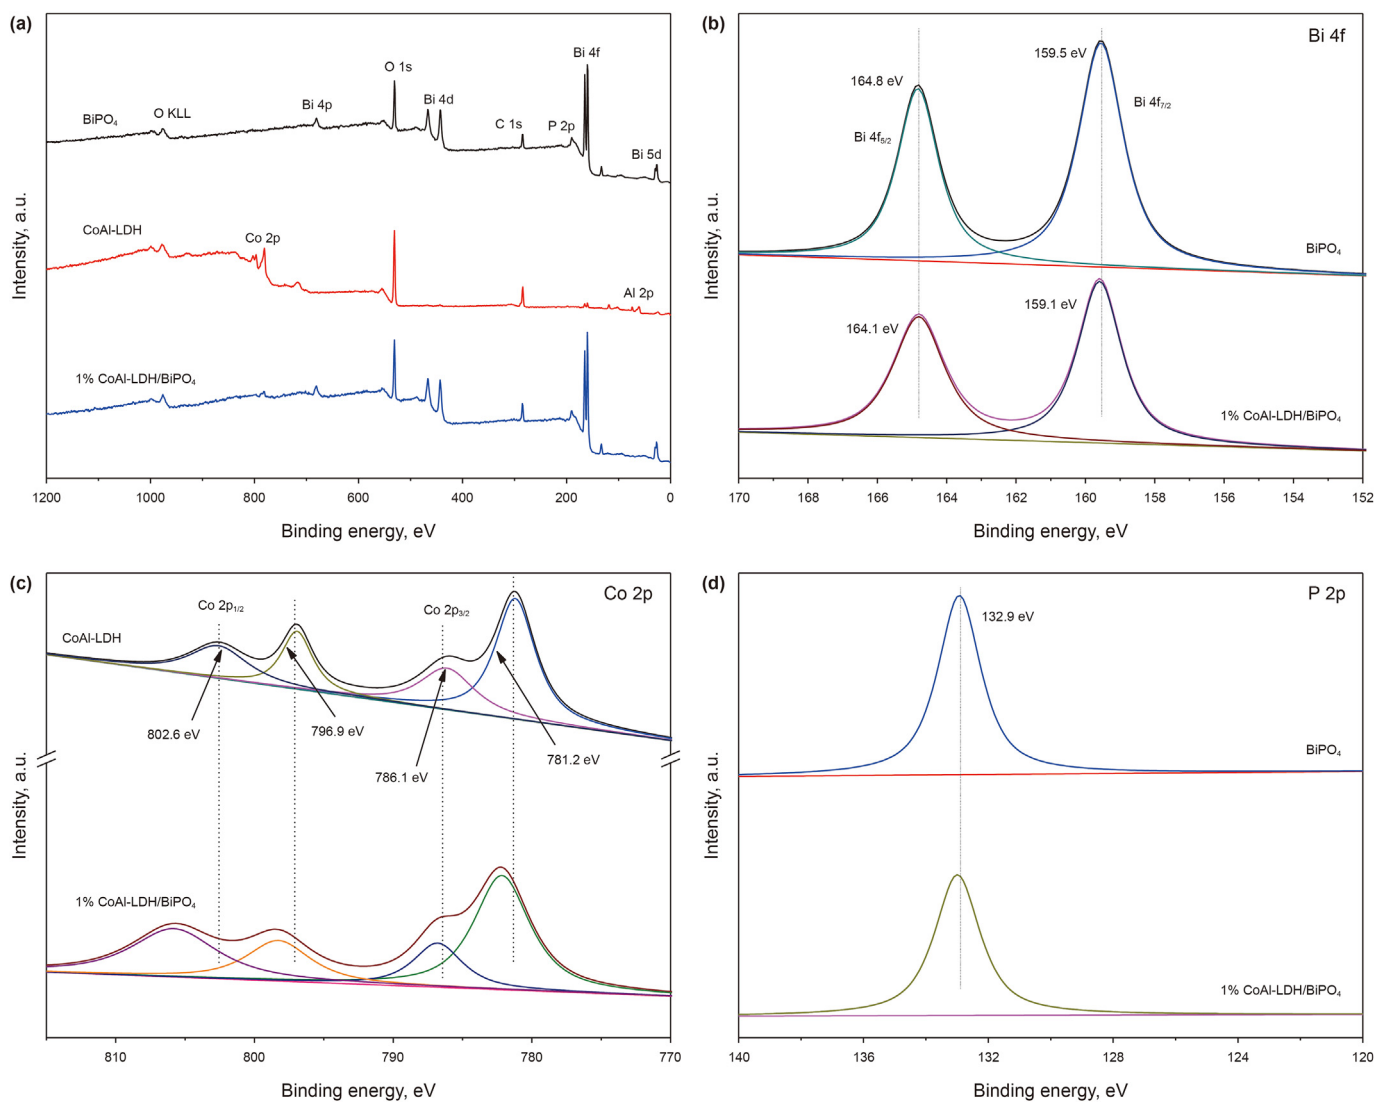 (a)
Bi 4f
O 1s
Bi 4d
Bi 4p
O KLL
BiPO₄
C 1s
P 2p
Bi 5d
CoAl-LDH
Co 2p
Al 2p
1% CoAl-LDH/BiPO₄
Intensity, a.u.
1200
1000
800
600
400
200
0
Binding energy, eV
(b)
Bi 4f
159.5 eV
164.8 eV
Bi 4f₇/₂
Bi 4f₅/₂
BiPO₄
159.1 eV
164.1 eV
1% CoAl-LDH/BiPO₄
Intensity, a.u.
170
168
166
164
162
160
158
156
154
152
Binding energy, eV
(c)
Co 2p
Co 2p₁/₂
Co 2p₃/₂
CoAl-LDH
802.6 eV
796.9 eV
786.1 eV
781.2 eV
1% CoAl-LDH/BiPO₄
Intensity, a.u.
810
800
790
780
770
Binding energy, eV
(d)
P 2p
132.9 eV
BiPO₄
1% CoAl-LDH/BiPO₄
Intensity, a.u.
140
136
132
128
124
120
Binding energy, eV